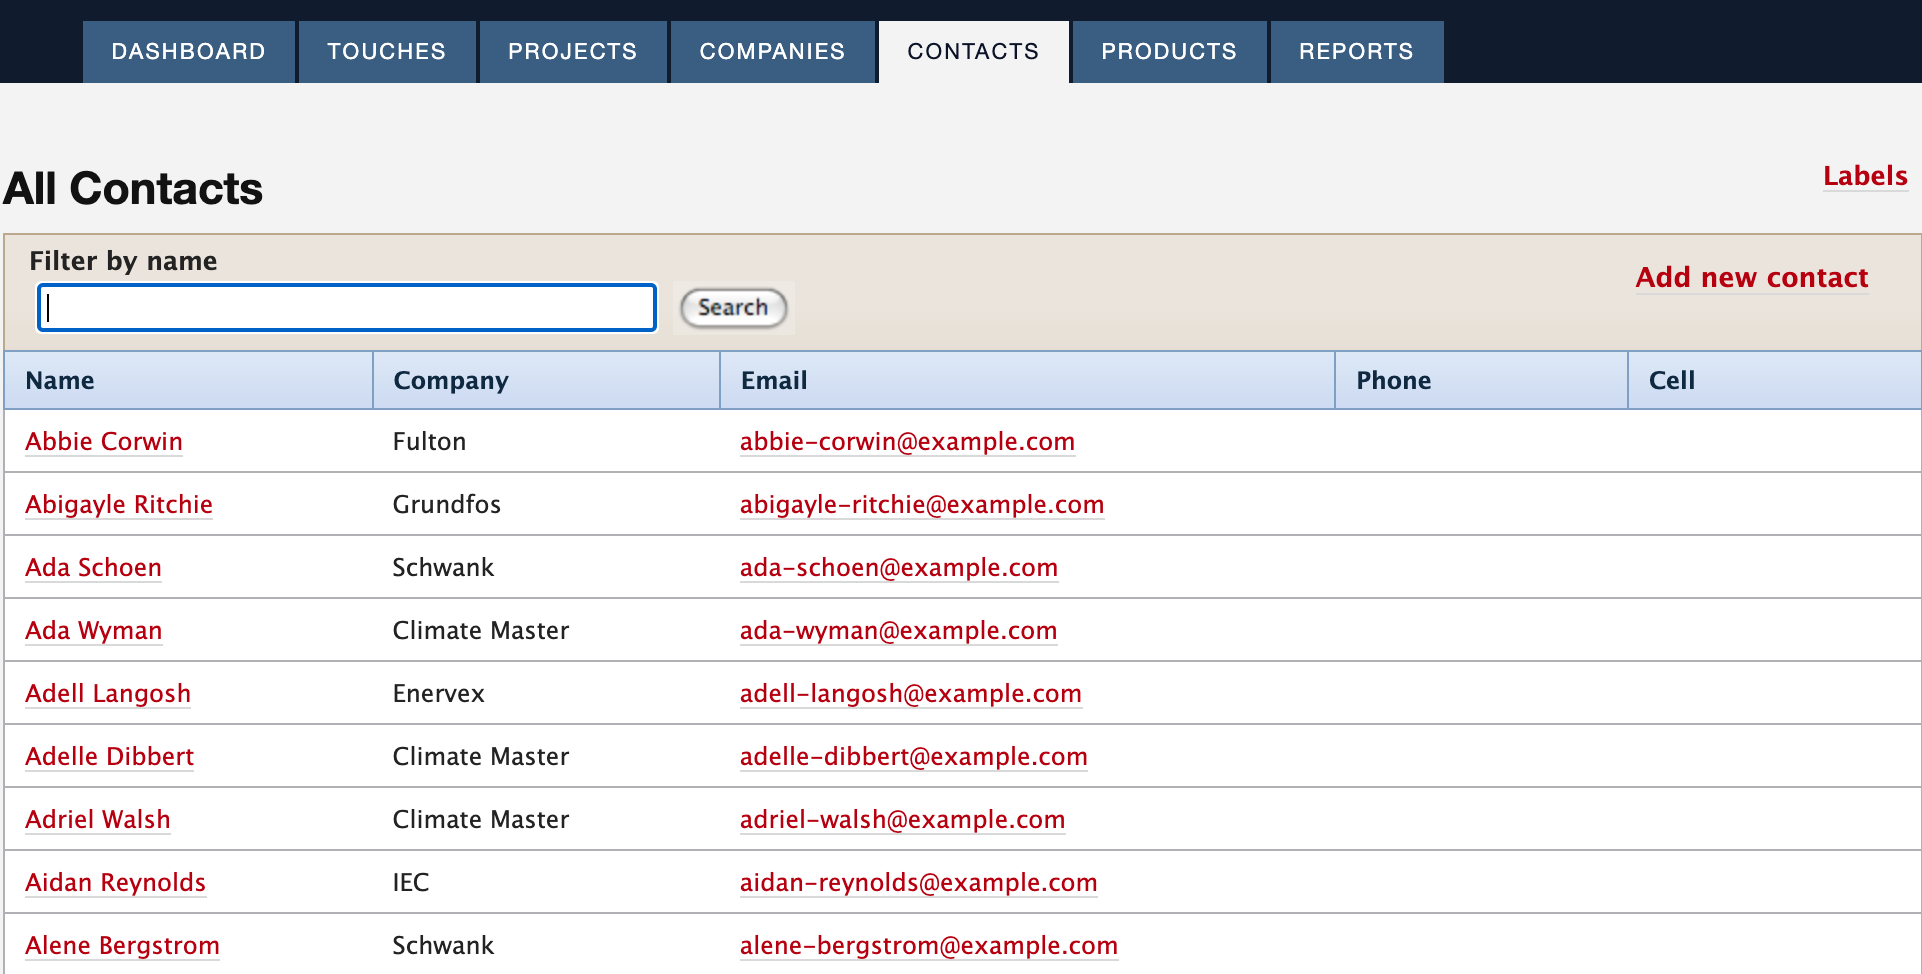 DASHBOARD TOUCHES PROJECTS COMPANIES CONTACTS PRODUCTS REPORTS
All Contacts
Labels
Filter by name
Add new contact
Search
Name Company Email Phone Cell
Abbie Corwin Fulton abbie-corwin@example.com
Abigayle Ritchie Grundfos abigayle-ritchie@example.com
Ada Schoen Schwank ada-schoen@example.com
Ada Wyman Climate Master ada-wyman@example.com
Adell Langosh Enervex adell-langosh@example.com
Adelle Dibbert Climate Master adelle-dibbert@example.com
Adriel Walsh Climate Master adriel-walsh@example.com
Aidan Reynolds IEC aidan-reynolds@example.com
Alene Bergstrom Schwank alene-bergstrom@example.com